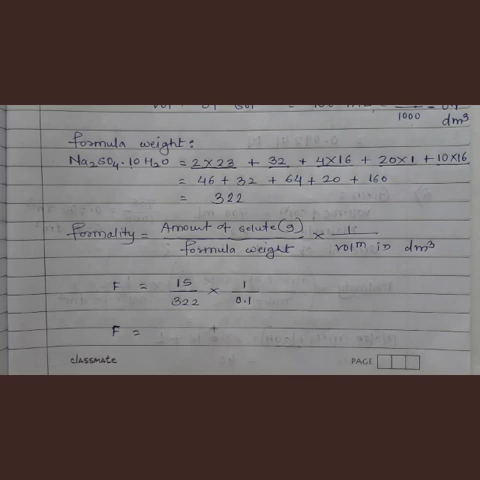 1000 dm³
Formula weight:
Na₂SO₄.10H₂O = 2×23 + 32 + 4×16 + 20×1 + 10×16
= 46 + 32 + 64 + 20 + 160
= 322
Formality = Amount of solute(g) / formula weight × 1 / volᵐ in dm³
F = 15 / 322 × 1 / 0.1
F =
classmate PAGE